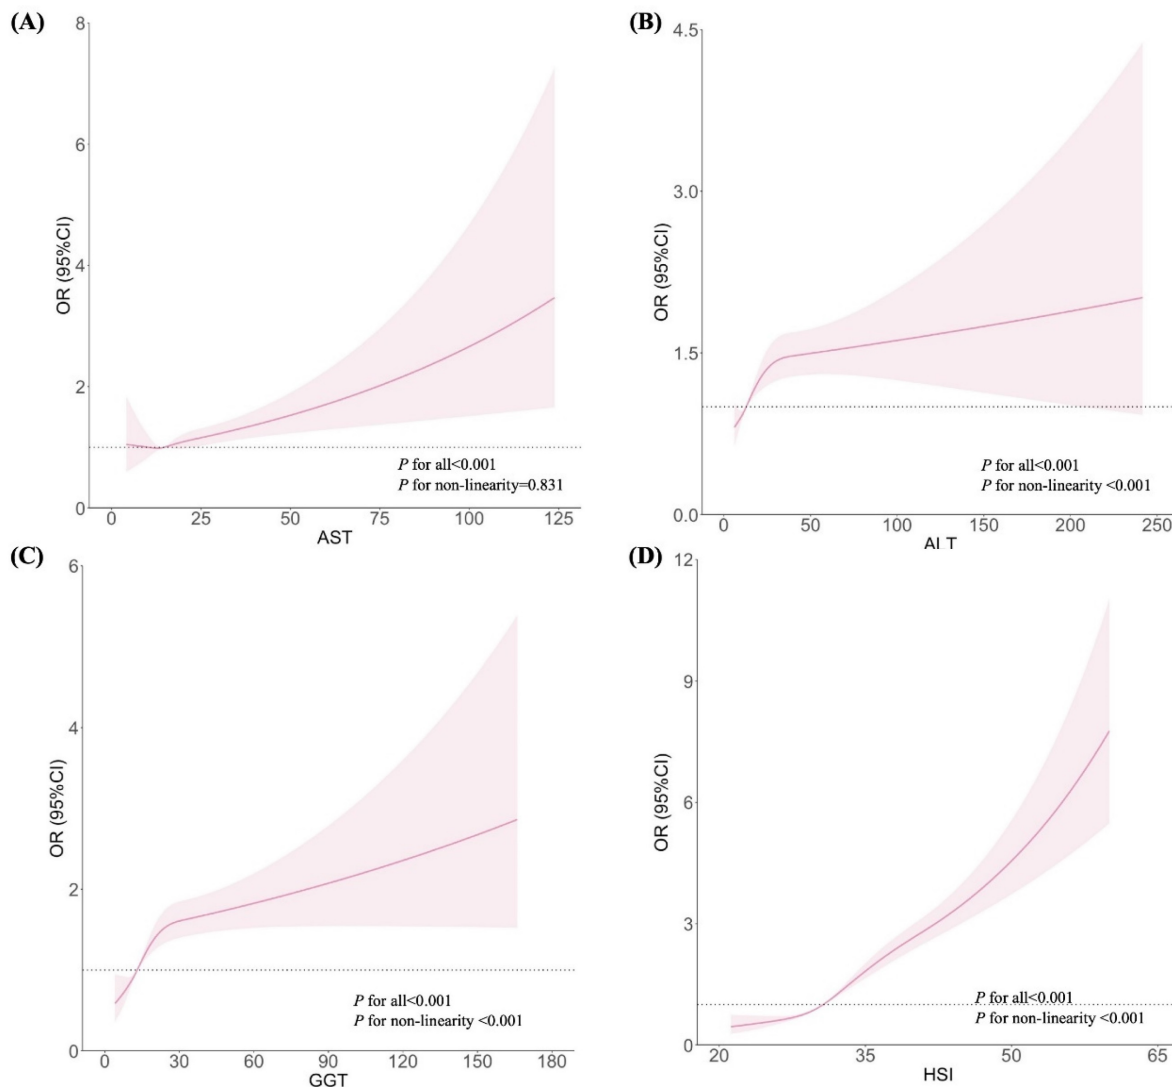 (A)
8
6
4
2
0
OR (95%CI)
P for all<0.001
P for non-linearity=0.831
0 25 50 75 100 125
AST
(B)
4.5
3.0
1.5
0.0
OR (95%CI)
P for all<0.001
P for non-linearity <0.001
0 50 100 150 200 250
ALT
(C)
6
4
2
0
OR (95%CI)
P for all<0.001
P for non-linearity <0.001
0 30 60 90 120 150 180
GGT
(D)
12
9
6
3
0
OR (95%CI)
P for all<0.001
P for non-linearity <0.001
20 35 50 65
HSI